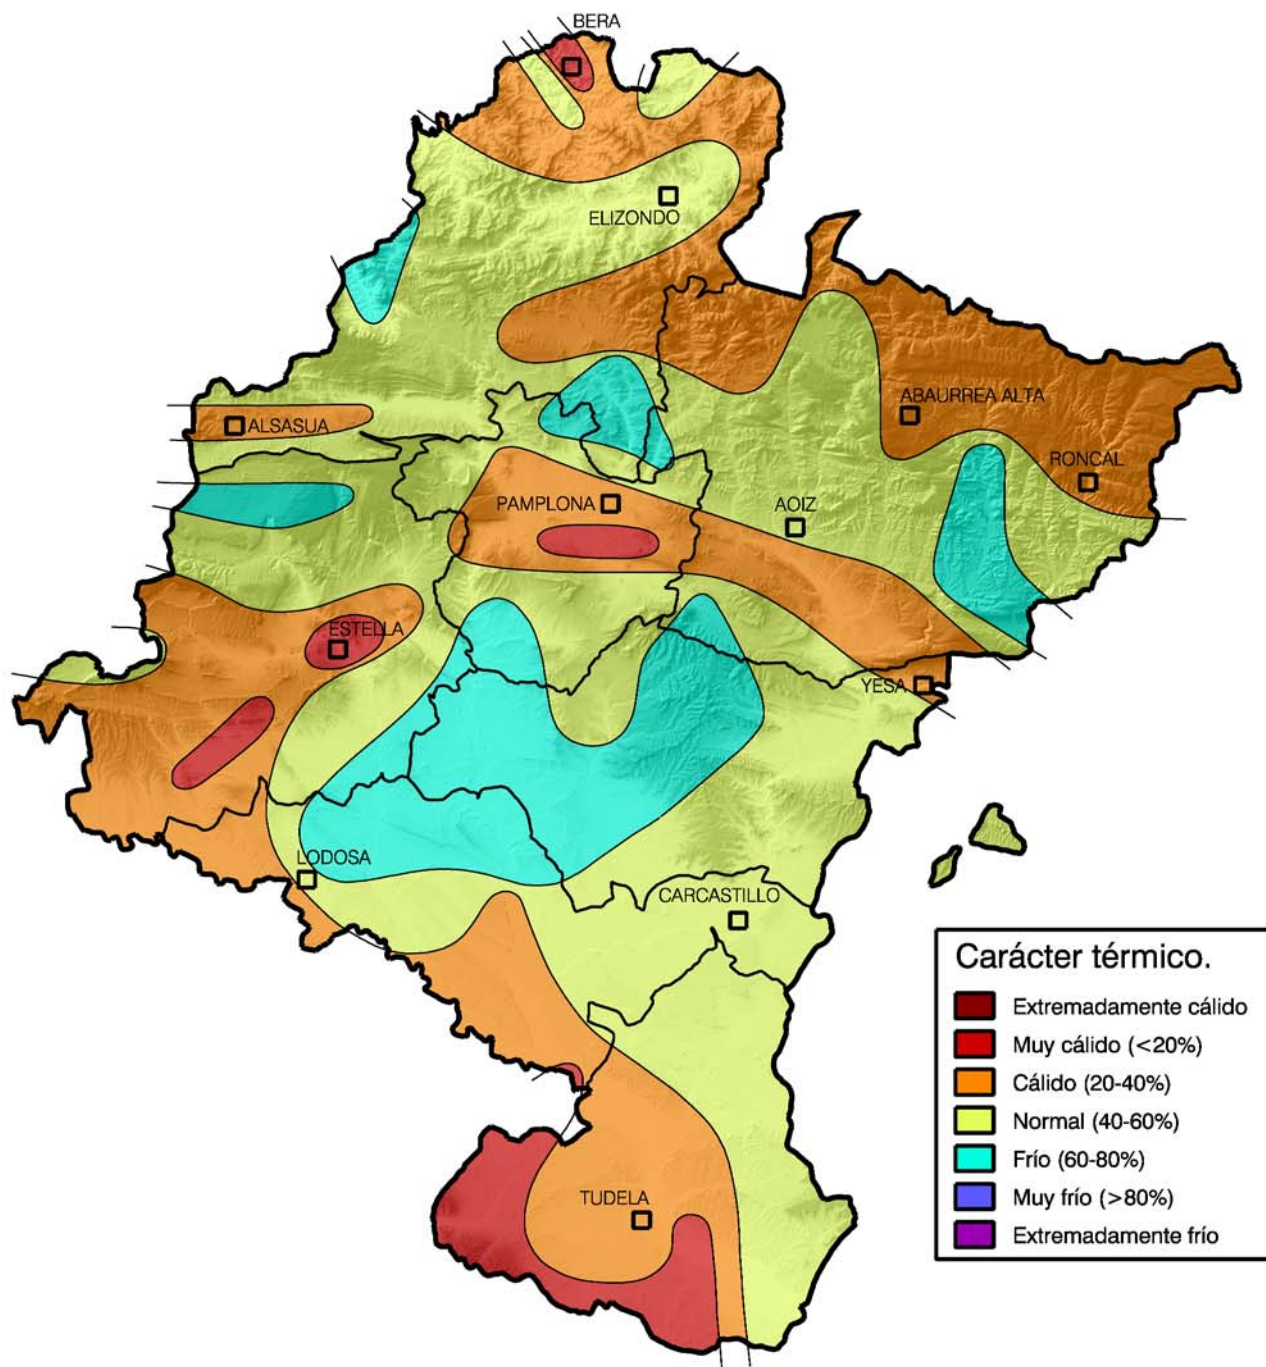 BERA
ELIZONDO
ALSASUA
ABAURREA ALTA
RONCAL
PAMPLONA
AOIZ
ESTELLA
YESA
LODOSA
CARCASTILLO
TUDELA
Carácter térmico.
Extremadamente cálido
Muy cálido (<20%)
Cálido (20-40%)
Normal (40-60%)
Frío (60-80%)
Muy frío (>80%)
Extremadamente frío